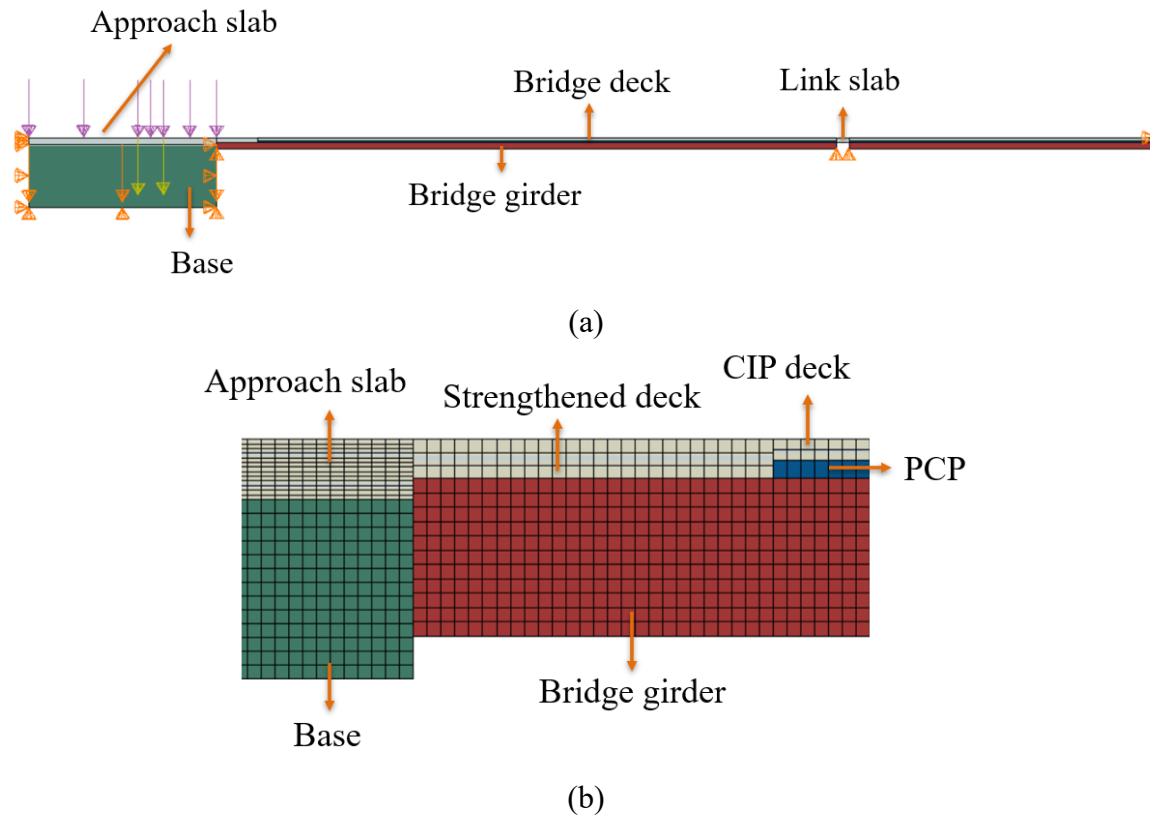 Approach slab
Bridge deck
Link slab
Bridge girder
Base
(a)
Approach slab
Strengthened deck
CIP deck
PCP
Bridge girder
Base
(b)